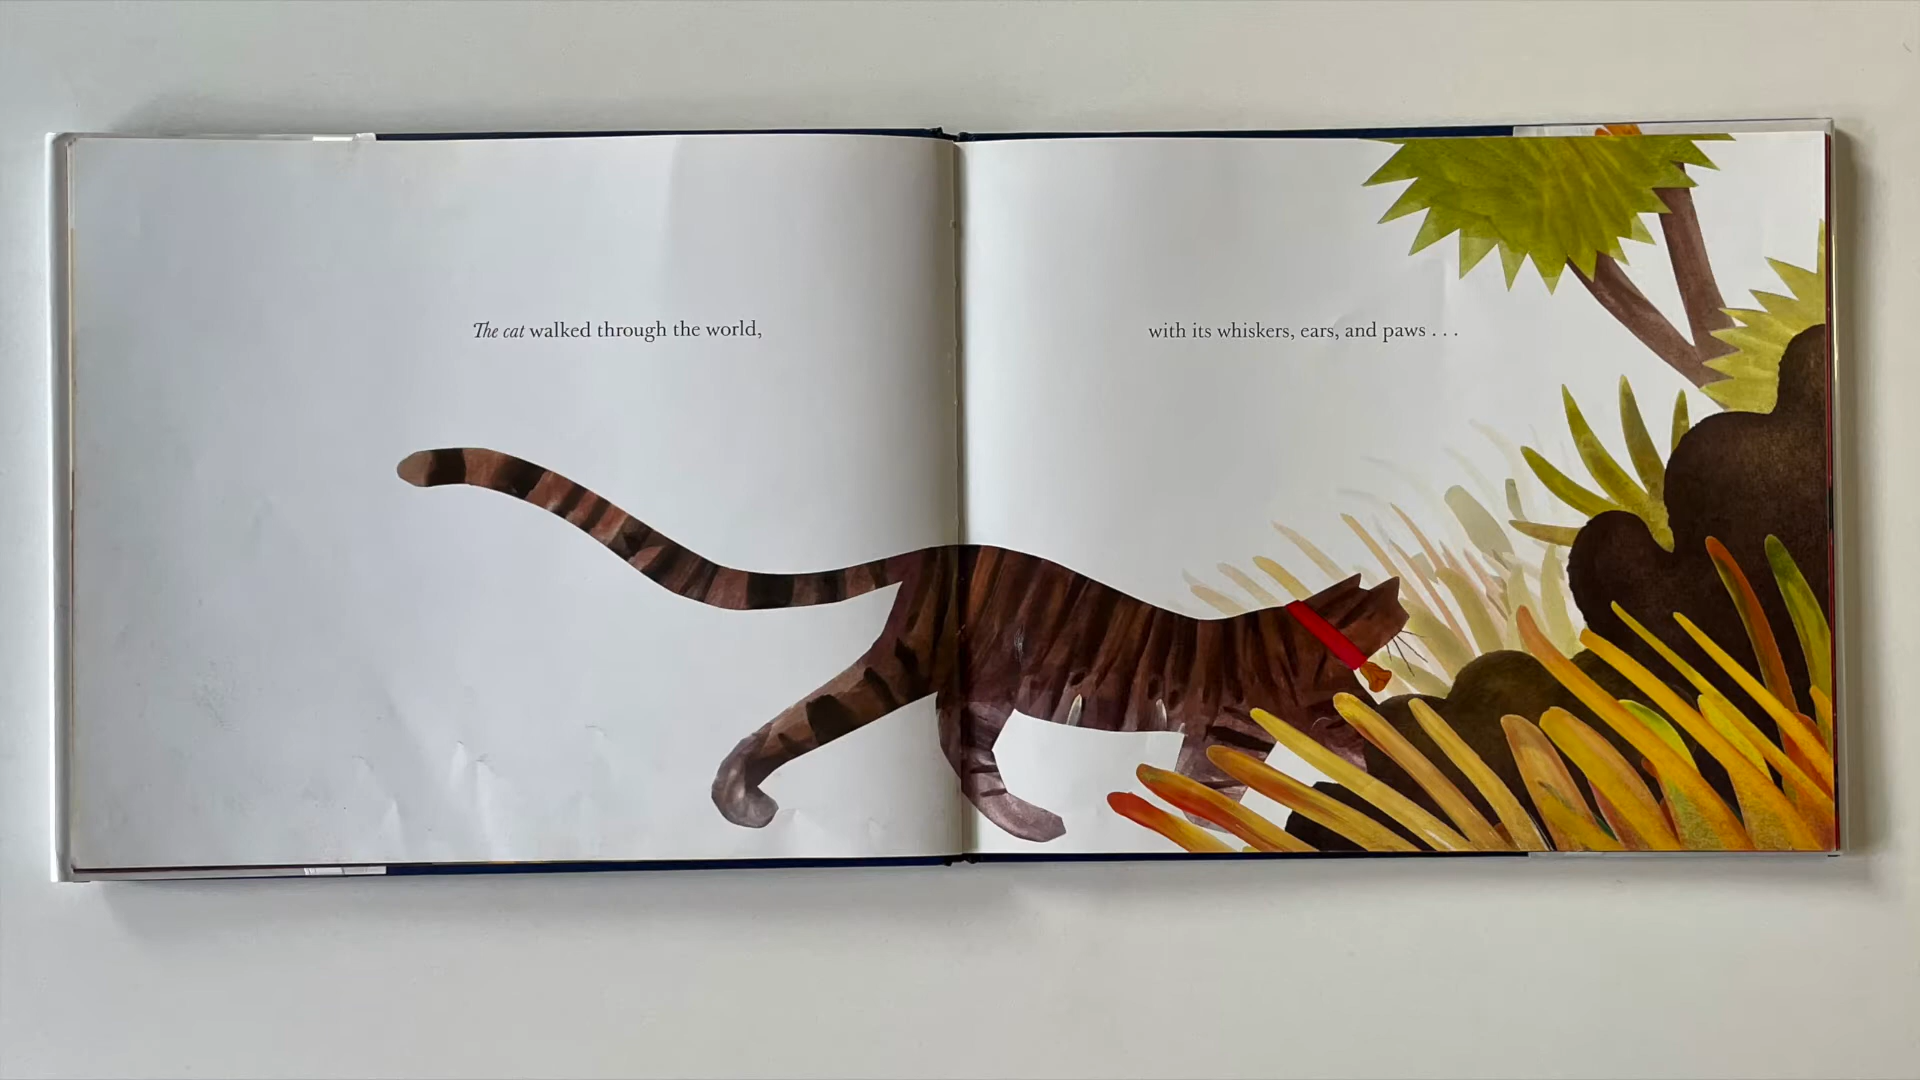 The cat walked through the world,
with its whiskers, ears, and paws . . .